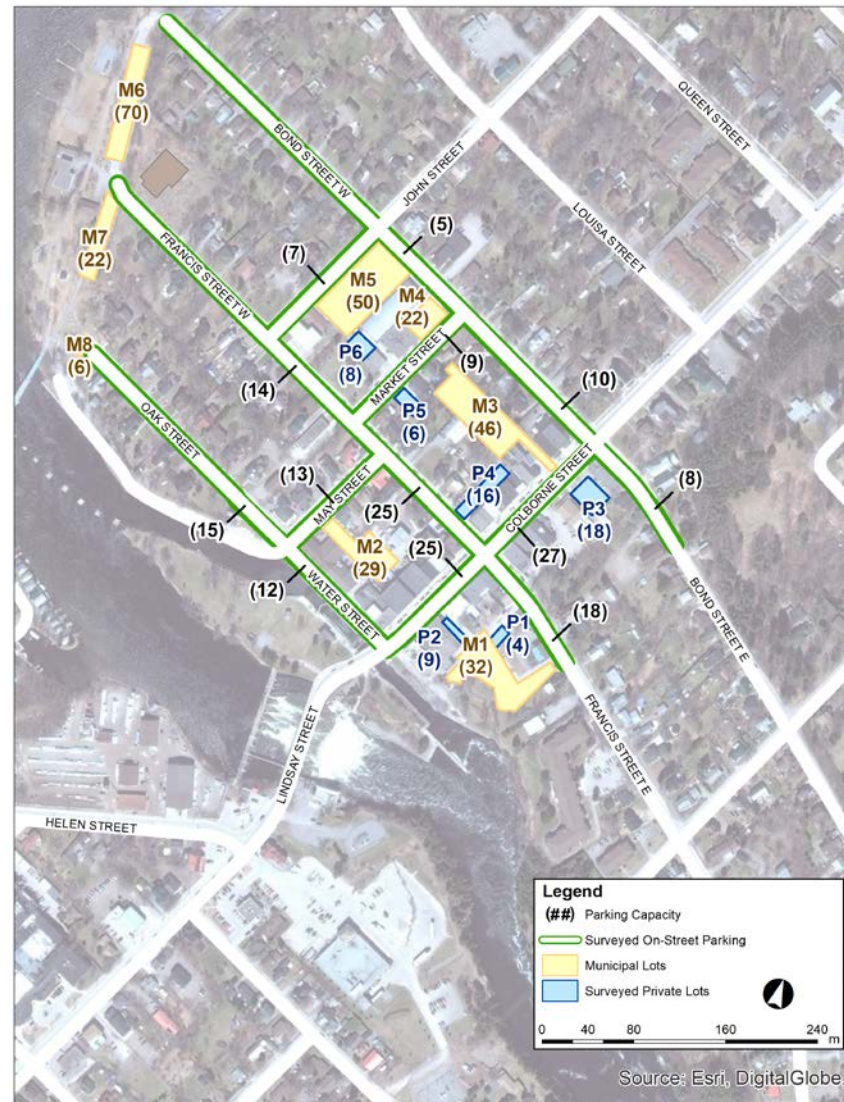 M6
(70)
BOND STREET W
JOHN STREET
QUEEN STREET
LOUISA STREET
(5)
M7
(22)
FRANCIS STREET W
(7)
M5
(50)
M4
(22)
M8
(6)
P6
(8)
MARKET STREET
(9)
(10)
(14)
P5
(6)
M3
(46)
OAK STREET
(13)
MAY STREET
P4
(16)
COLBORNE STREET
(8)
(15)
(25)
P3
(18)
M2
(29)
(25)
(27)
(12)
WATER STREET
BOND STREET E
P2
(9)
M1
(32)
P1
(4)
(18)
FRANCIS STREET E
LINDSAY STREET
HELEN STREET
Legend
(##) Parking Capacity
Surveyed On-Street Parking
Municipal Lots
Surveyed Private Lots
0 40 80 160 240
m
Source: Esri, DigitalGlobe